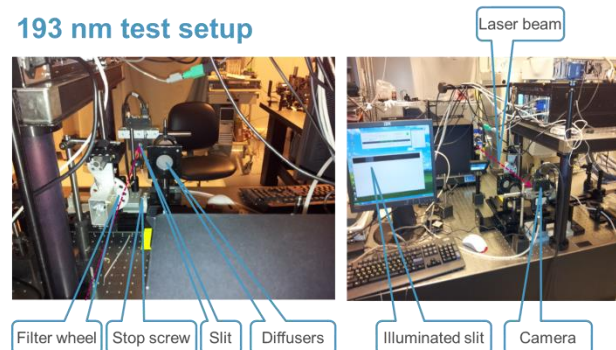 193 nm test setup
Laser beam
Filter wheel
Stop screw
Slit
Diffusers
Illuminated slit
Camera